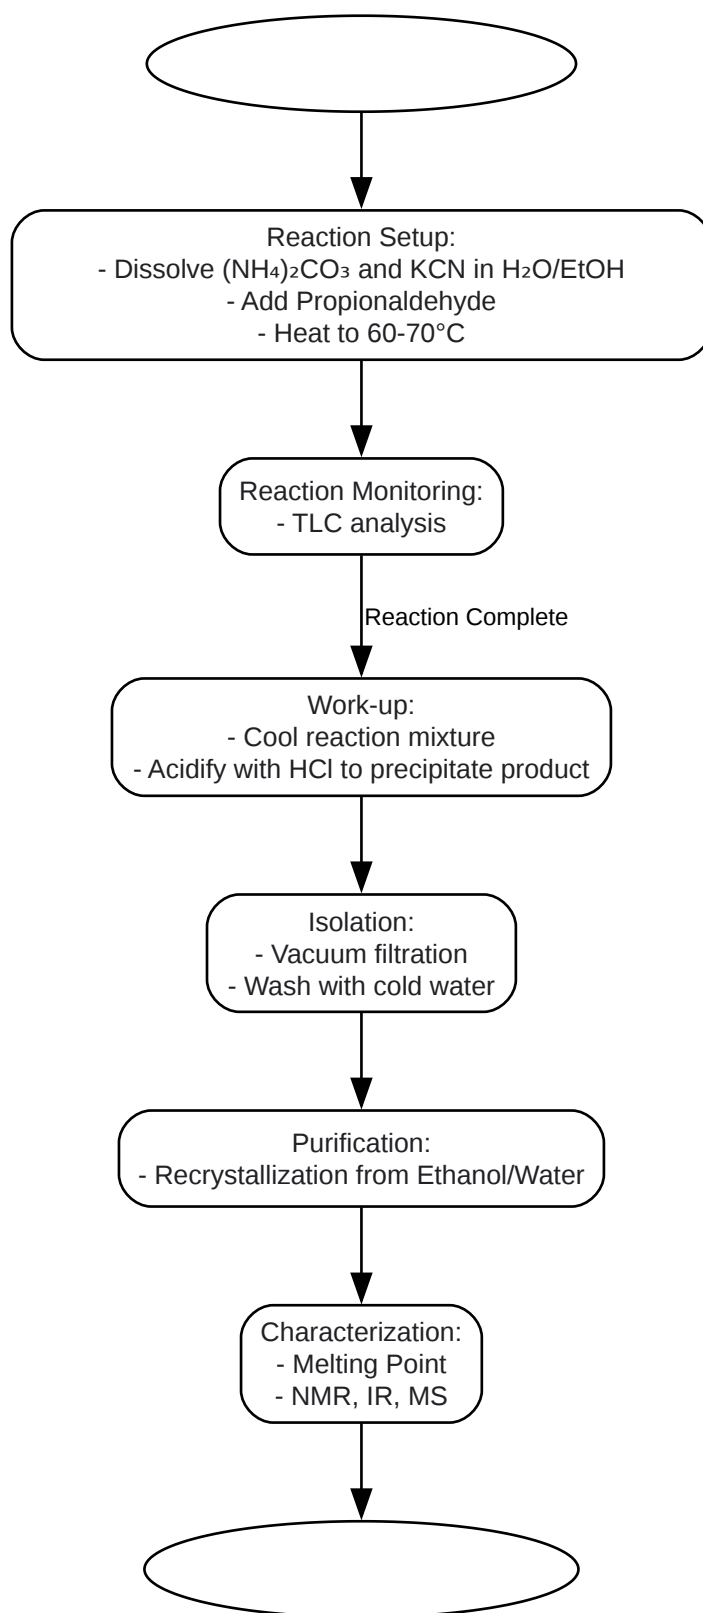 Reaction Setup:
- Dissolve (NH₄)₂CO₃ and KCN in H₂O/EtOH
- Add Propionaldehyde
- Heat to 60-70°C
Reaction Monitoring:
- TLC analysis
Reaction Complete
Work-up:
- Cool reaction mixture
- Acidify with HCl to precipitate product
Isolation:
- Vacuum filtration
- Wash with cold water
Purification:
- Recrystallization from Ethanol/Water
Characterization:
- Melting Point
- NMR, IR, MS